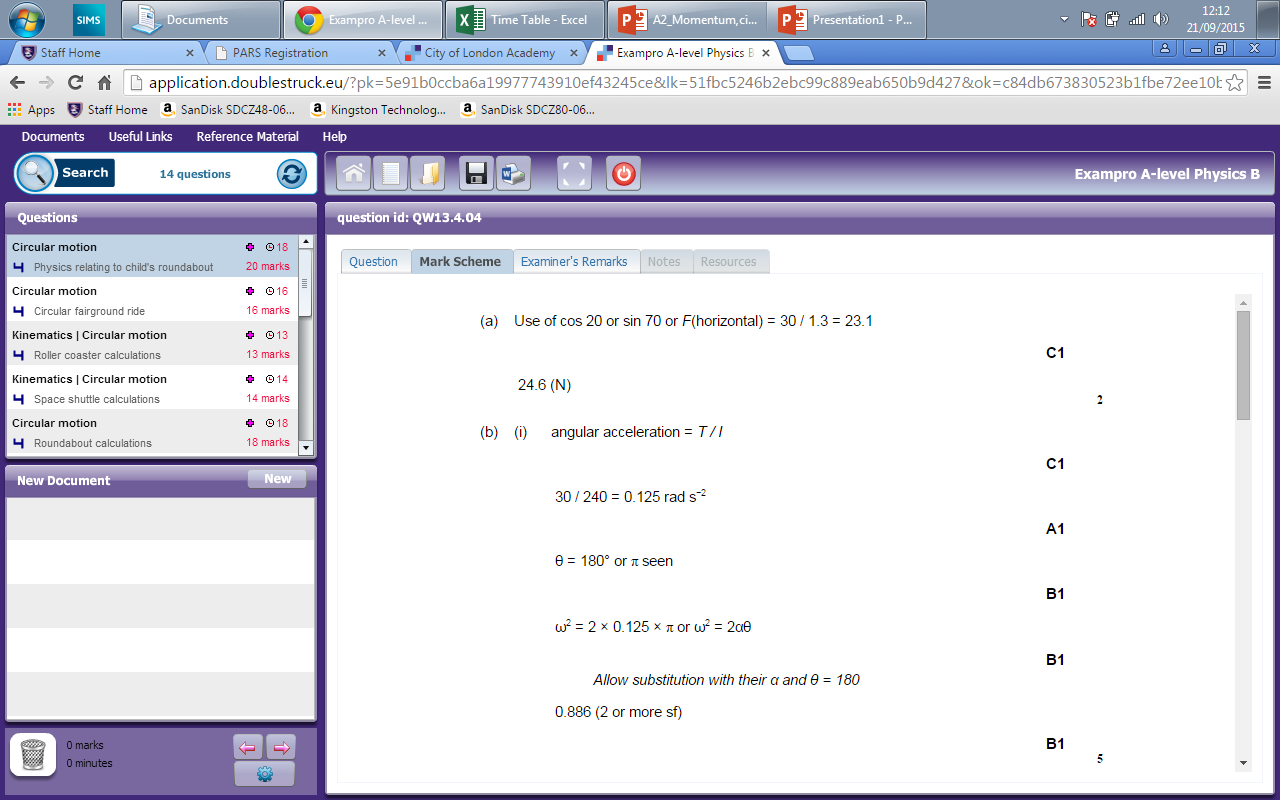 SIMS
Documents
Exampro A-level ...
Time Table - Excel
A2_Momentum,ci...
Presentation1 - P...
12:12
21/09/2015
Staff Home
PARS Registration
City of London Academy
Exampro A-level Physics B
application.doublestruck.eu/?pk=5e91b0ccba6a19977743910ef43245ce&lk=51fbc5246b2ebc99c889eab650b9d427&ok=c84db673830523b1fbe72ee10b
Apps
Staff Home
SanDisk SDCZ48-06...
Kingston Technolog...
SanDisk SDCZ80-06...
Documents
Useful Links
Reference Material
Help
Search
14 questions
Exampro A-level Physics B
Questions
Circular motion 18
4 Physics relating to child's roundabout 20 marks
Circular motion 16
4 Circular fairground ride 16 marks
Kinematics | Circular motion 13
4 Roller coaster calculations 13 marks
Kinematics | Circular motion 14
4 Space shuttle calculations 14 marks
Circular motion 18
4 Roundabout calculations 18 marks
New Document
New
0 marks
0 minutes
question id: QW13.4.04
Question
Mark Scheme
Examiner's Remarks
Notes
Resources
(a) Use of cos 20 or sin 70 or F(horizontal) = 30 / 1.3 = 23.1
C1
24.6 (N)
2
(b) (i) angular acceleration = T / I
C1
30 / 240 = 0.125 rad s⁻²
A1
θ = 180° or π seen
B1
ω² = 2 × 0.125 × π or ω² = 2αθ
B1
Allow substitution with their α and θ = 180
0.886 (2 or more sf)
B1
5